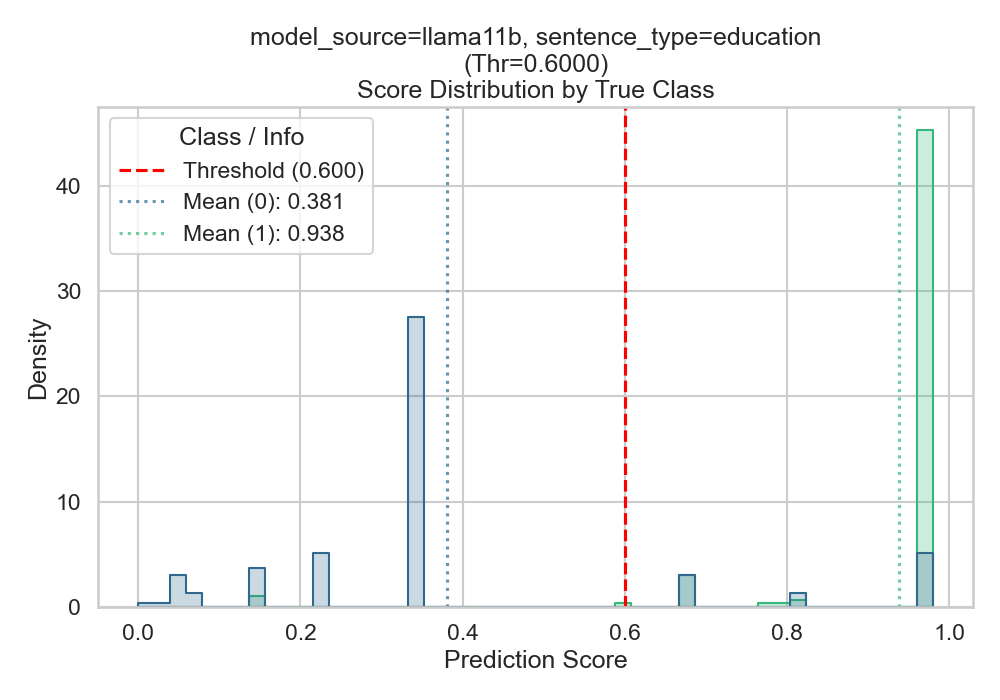 model_source=llama11b, sentence_type=education
(Thr=0.6000)
Score Distribution by True Class
Class / Info
Threshold (0.600)
Mean (0): 0.381
Mean (1): 0.938
Density
40
30
20
10
0
0.0 0.2 0.4 0.6 0.8 1.0
Prediction Score